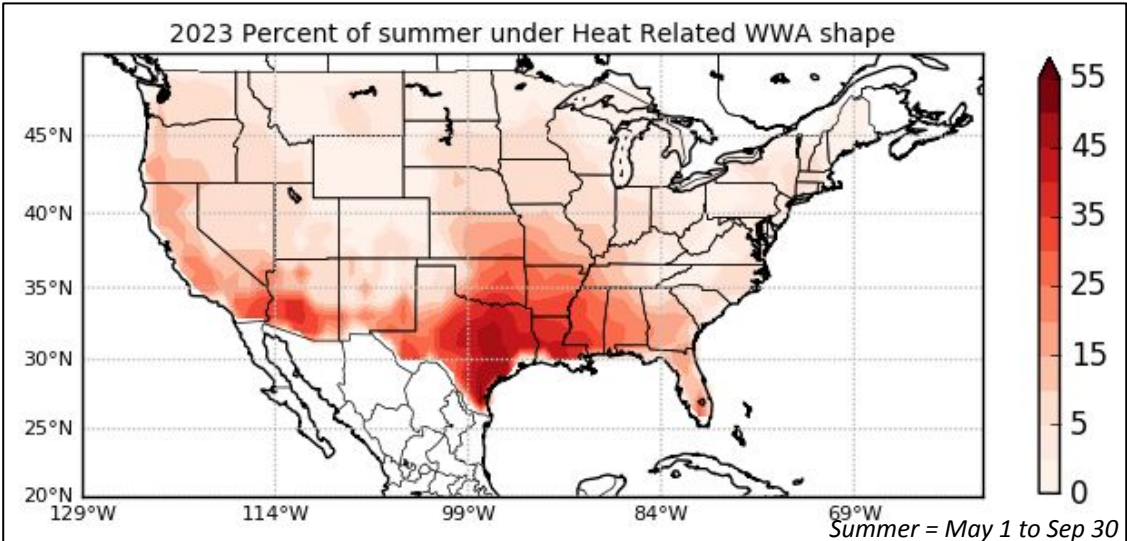 2023 Percent of summer under Heat Related WWA shape
55
45°N
45
40°N
35
35°N
25
30°N
15
25°N
5
20°N
0
129°W 114°W 99°W 84°W 69°W
Summer = May 1 to Sep 30